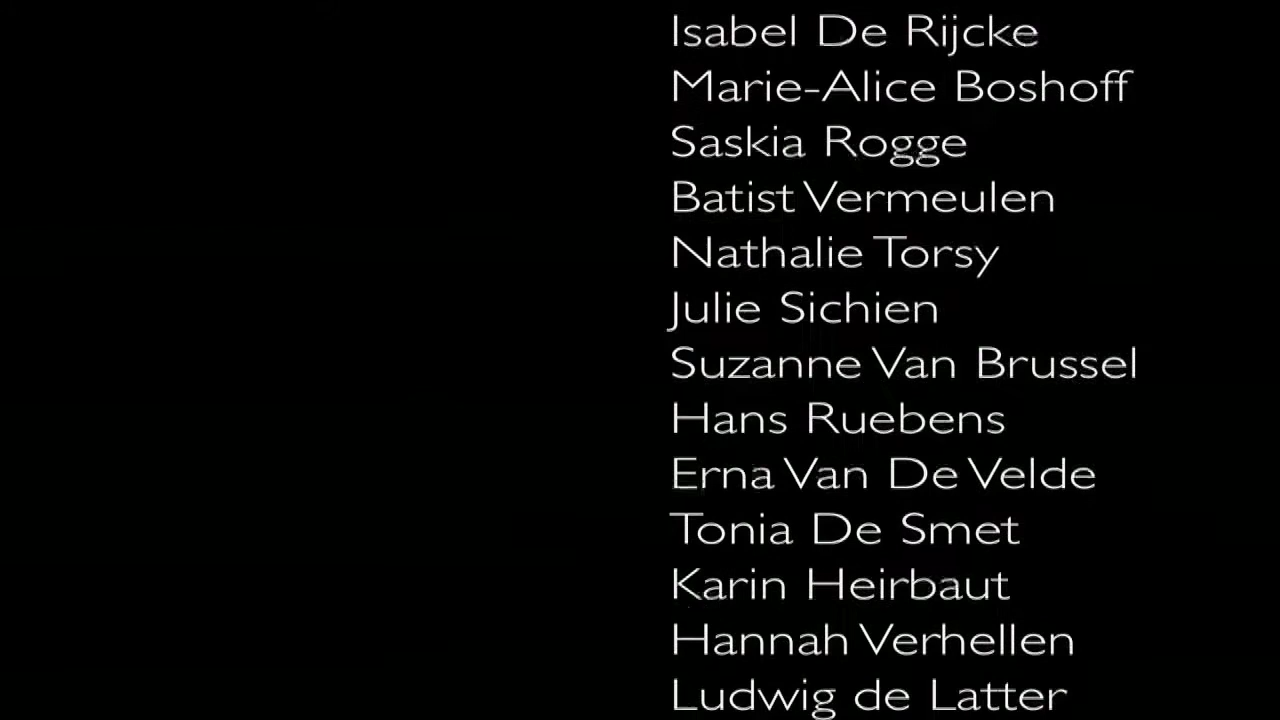 Isabel De Rijcke
Marie-Alice Boshoff
Saskia Rogge
Batist Vermeulen
Nathalie Torsy
Julie Sichien
Suzanne Van Brussel
Hans Ruebens
Erna Van De Velde
Tonia De Smet
Karin Heirbaut
Hannah Verhellen
Ludwig de Latter